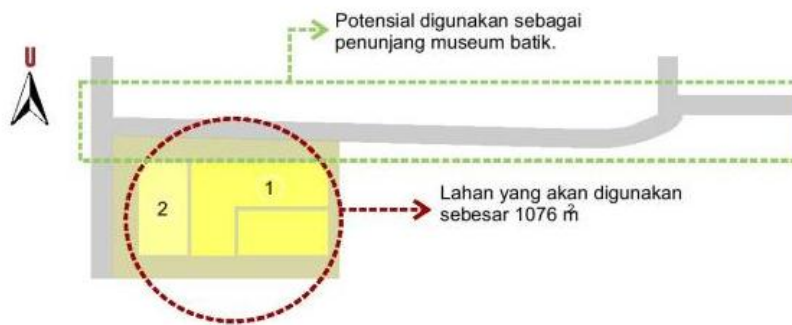 Potensial digunakan sebagai
penunjang museum batik.
U
1
2
Lahan yang akan digunakan
sebesar 1076 m²